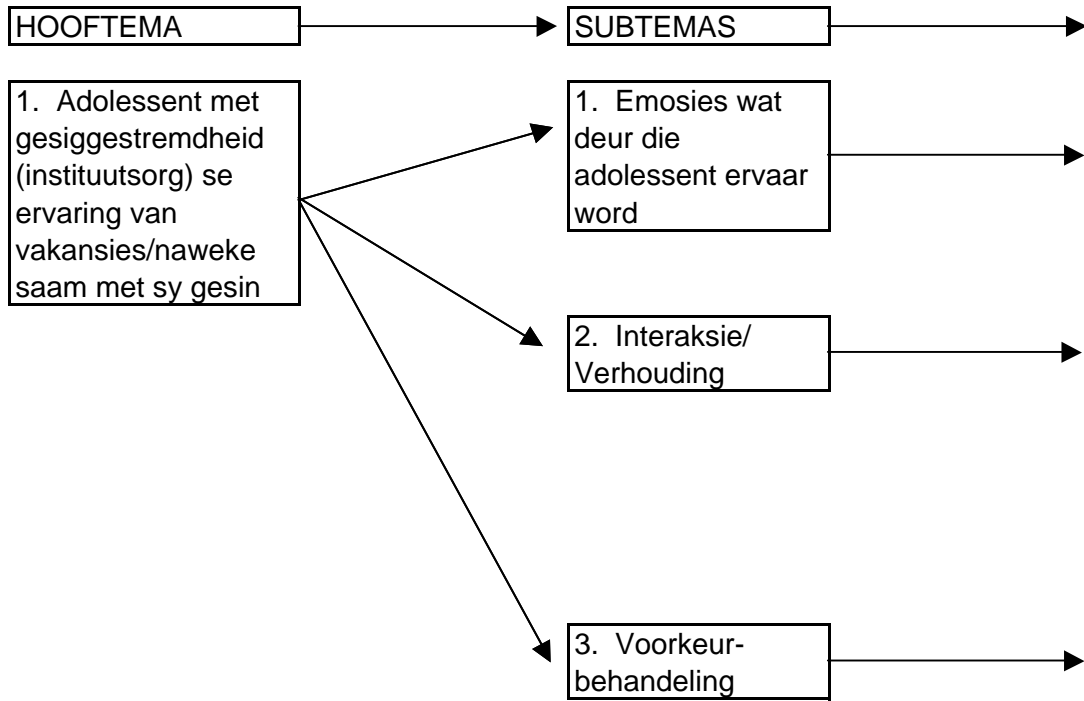 HOOFTEMA
SUBTEMAS
1. Adolessent met
gesiggestremdheid
(instituutsorg) se
ervaring van
vakansies/naweke
saam met sy gesin
1. Emosies wat
deur die
adolessent ervaar
word
2. Interaksie/
Verhouding
3. Voorkeur-
behandeling